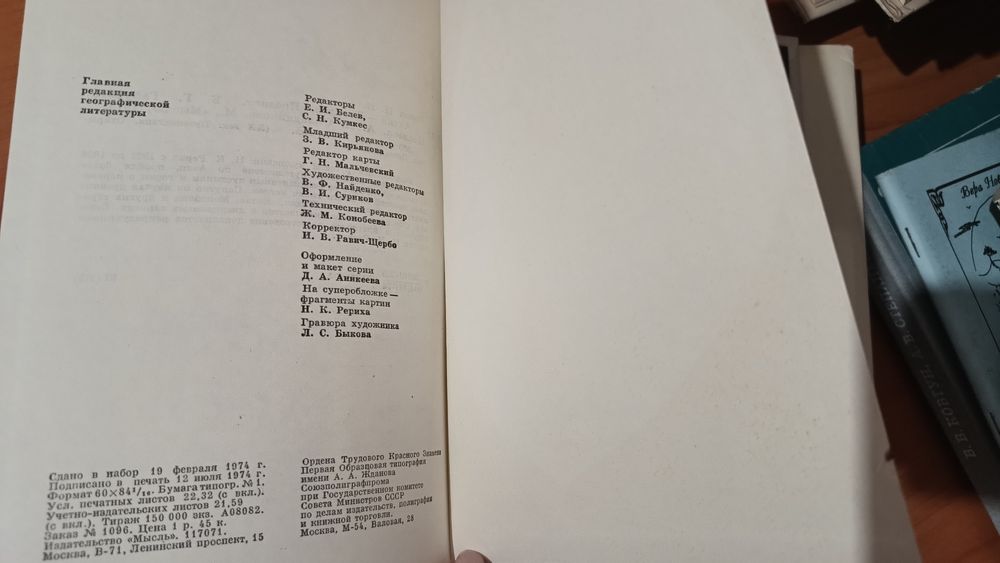 Главная
редакция
географической
литературы
Редакторы
Е. И. Белев,
С. Н. Кумкес
Младший редактор
З. В. Кирьянова
Редактор карты
Г. Н. Мальчевский
Художественные редакторы
В. Ф. Найденко,
В. И. Суриков
Технический редактор
Ж. М. Конобеева
Корректор
И. В. Равич-Щербо
Оформление
и макет серии
Д. А. Аникеева
На суперобложке —
фрагменты картин
Н. К. Рериха
Гравюра художника
Л. С. Быкова
Сдано в набор 19 февраля 1974 г.
Подписано в печать 12 июля 1974 г.
Формат 60×84¹/₁₆. Бумага типогр. № 1.
Усл. печатных листов 22,32 (с вкл.).
Учетно-издательских листов 21,59
(с вкл.). Тираж 150 000 экз. А08082.
Заказ № 1096. Цена 1 р. 45 к.
Издательство «Мысль». 117071.
Москва, В-71, Ленинский проспект, 15
Ордена Трудового Красного Знамени
Первая Образцовая типография
имени А. А. Жданова
Союзполиграфпрома
при Государственном комитете
Совета Министров СССР
по делам издательств, полиграфии
и книжной торговли.
Москва, М-54, Валовая, 28
Вера
В. В. КОВТУН, А. В.